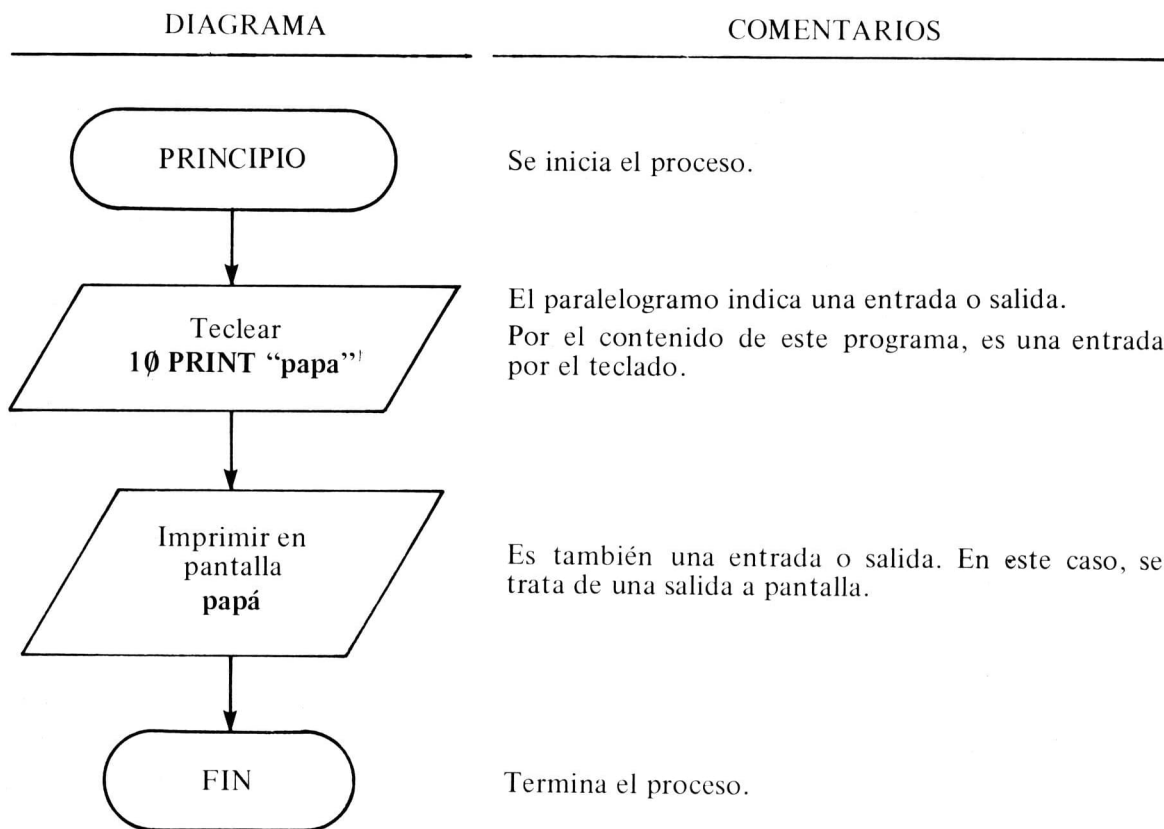 DIAGRAMA
COMENTARIOS
PRINCIPIO
Se inicia el proceso.
Teclear
1∅ PRINT “papa”
El paralelogramo indica una entrada o salida.
Por el contenido de este programa, es una entrada
por el teclado.
Imprimir en
pantalla
papá
Es también una entrada o salida. En este caso, se
trata de una salida a pantalla.
FIN
Termina el proceso.